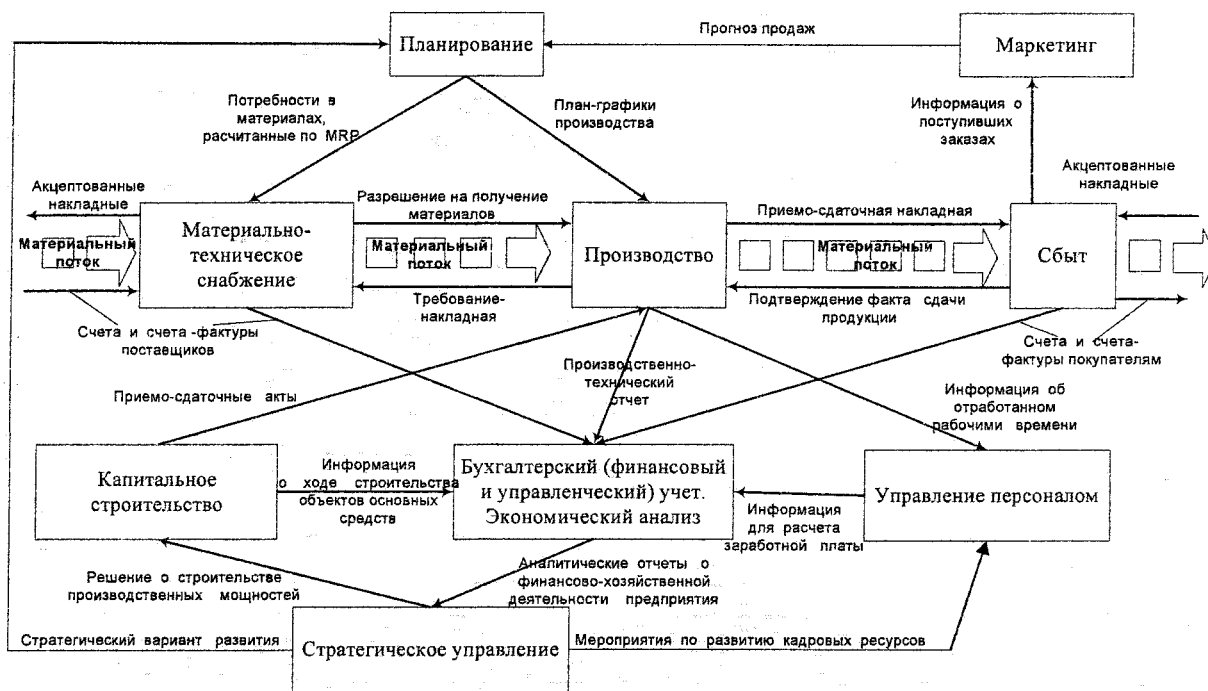 Планирование
Прогноз продаж
Маркетинг
Потребности в
материалах,
расчитанные по MRP
План-графики
производства
Информация о
поступивших
заказах
Акцептованные
накладные
Разрешение на получение
материалов
Приемо-сдаточная накладная
Акцептованные
накладные
Материальный
поток
Материально-
техническое
снабжение
Материальный
поток
Производство
Материальный
поток
Сбыт
Счета и счета -фактуры
поставщиков
Требование-
накладная
Подтверждение факта сдачи
продукции
Счета и счета-
фактуры покупателям
Приемо-сдаточные акты
Производственно-
технический
отчет
Информация об
отработанном
рабочими времени
Капитальное
строительство
Информация
о ходе строительства
объектов основных
средств
Бухгалтерский (финансовый
и управленческий) учет.
Экономический анализ
Информация
для расчета
заработной платы
Управление персоналом
Решение о строительстве
производственных мощностей
Аналитические отчеты о
финансово-хозяйственной
деятельности предприятия
Стратегический вариант развития
Стратегическое управление
Мероприятия по развитию кадровых ресурсов